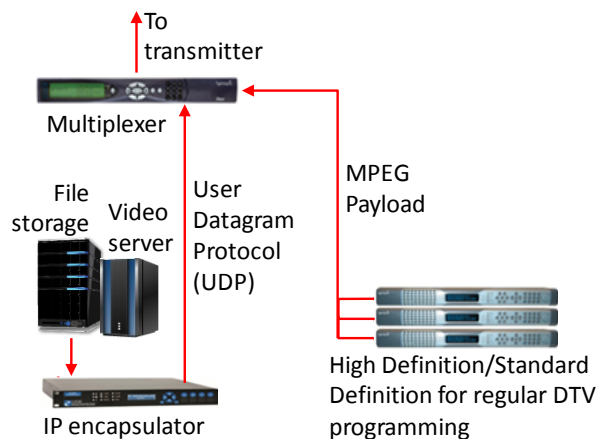 To
transmitter
Multiplexer
File
storage
Video
server
User
Datagram
Protocol
(UDP)
MPEG
Payload
High Definition/Standard
Definition for regular DTV
programming
IP encapsulator